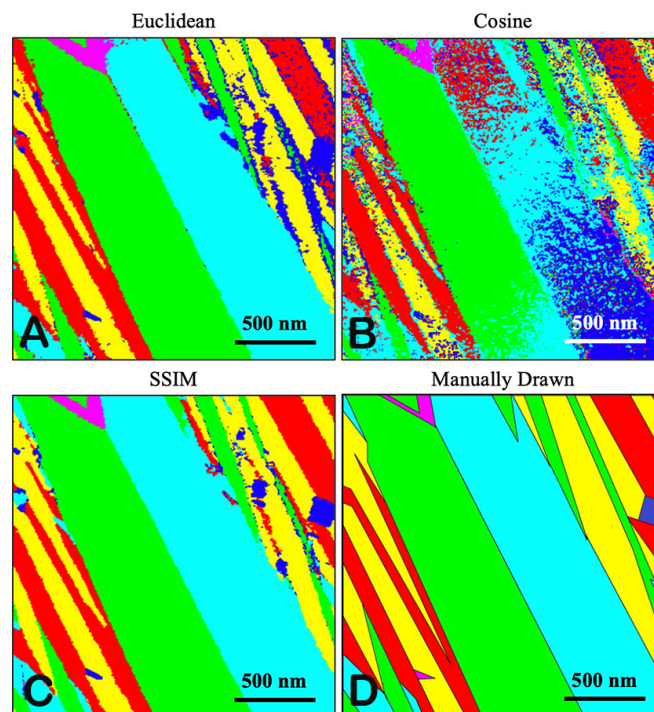 Euclidean
Cosine
A
500 nm
B
500 nm
SSIM
Manually Drawn
C
500 nm
D
500 nm